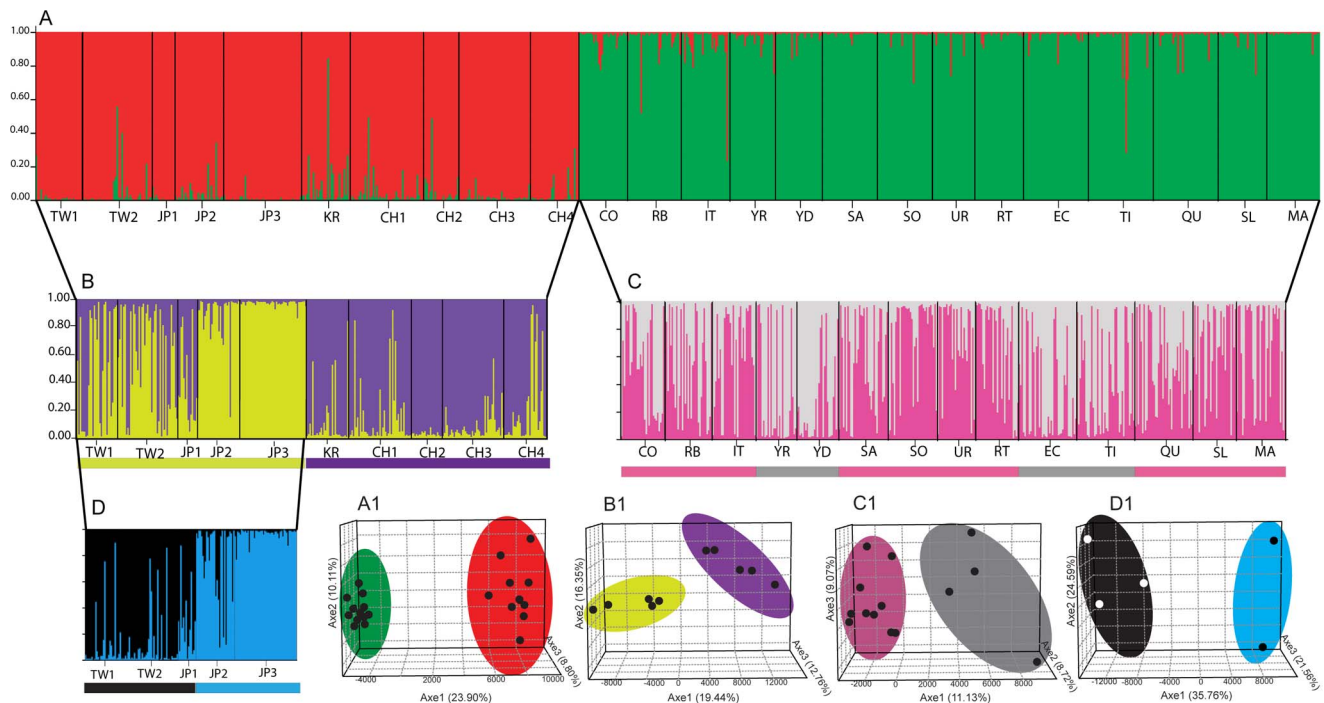 A
1.00
0.80
0.60
0.40
0.20
0.00
TW1 TW2 JP1 JP2 JP3 KR CH1 CH2 CH3 CH4 CO RB IT YR YD SA SO UR RT EC TI QU SL MA
B
1.00
0.80
0.60
0.40
0.20
0.00
TW1 TW2 JP1 JP2 JP3 KR CH1 CH2 CH3 CH4
C
CO RB IT YR YD SA SO UR RT EC TI QU SL MA
D
TW1 TW2 JP1 JP2 JP3
A1
Axe2 (10.11%)
-4000 0 2000 6000 10000
Axe1 (23.90%)
Axe3 (8.80%)
B1
Axe2 (16.35%)
-8000 -4000 0 4000 8000 12000
Axe1 (19.44%)
Axe3 (12.76%)
C1
Axe3 (9.07%)
-2000 0 2000 4000 6000 8000
Axe1 (11.13%)
Axe2 (8.72%)
D1
Axe2 (24.59%)
-12000 -8000 -4000 0 4000 8000
Axe1 (35.76%)
Axe3 (21.56%)